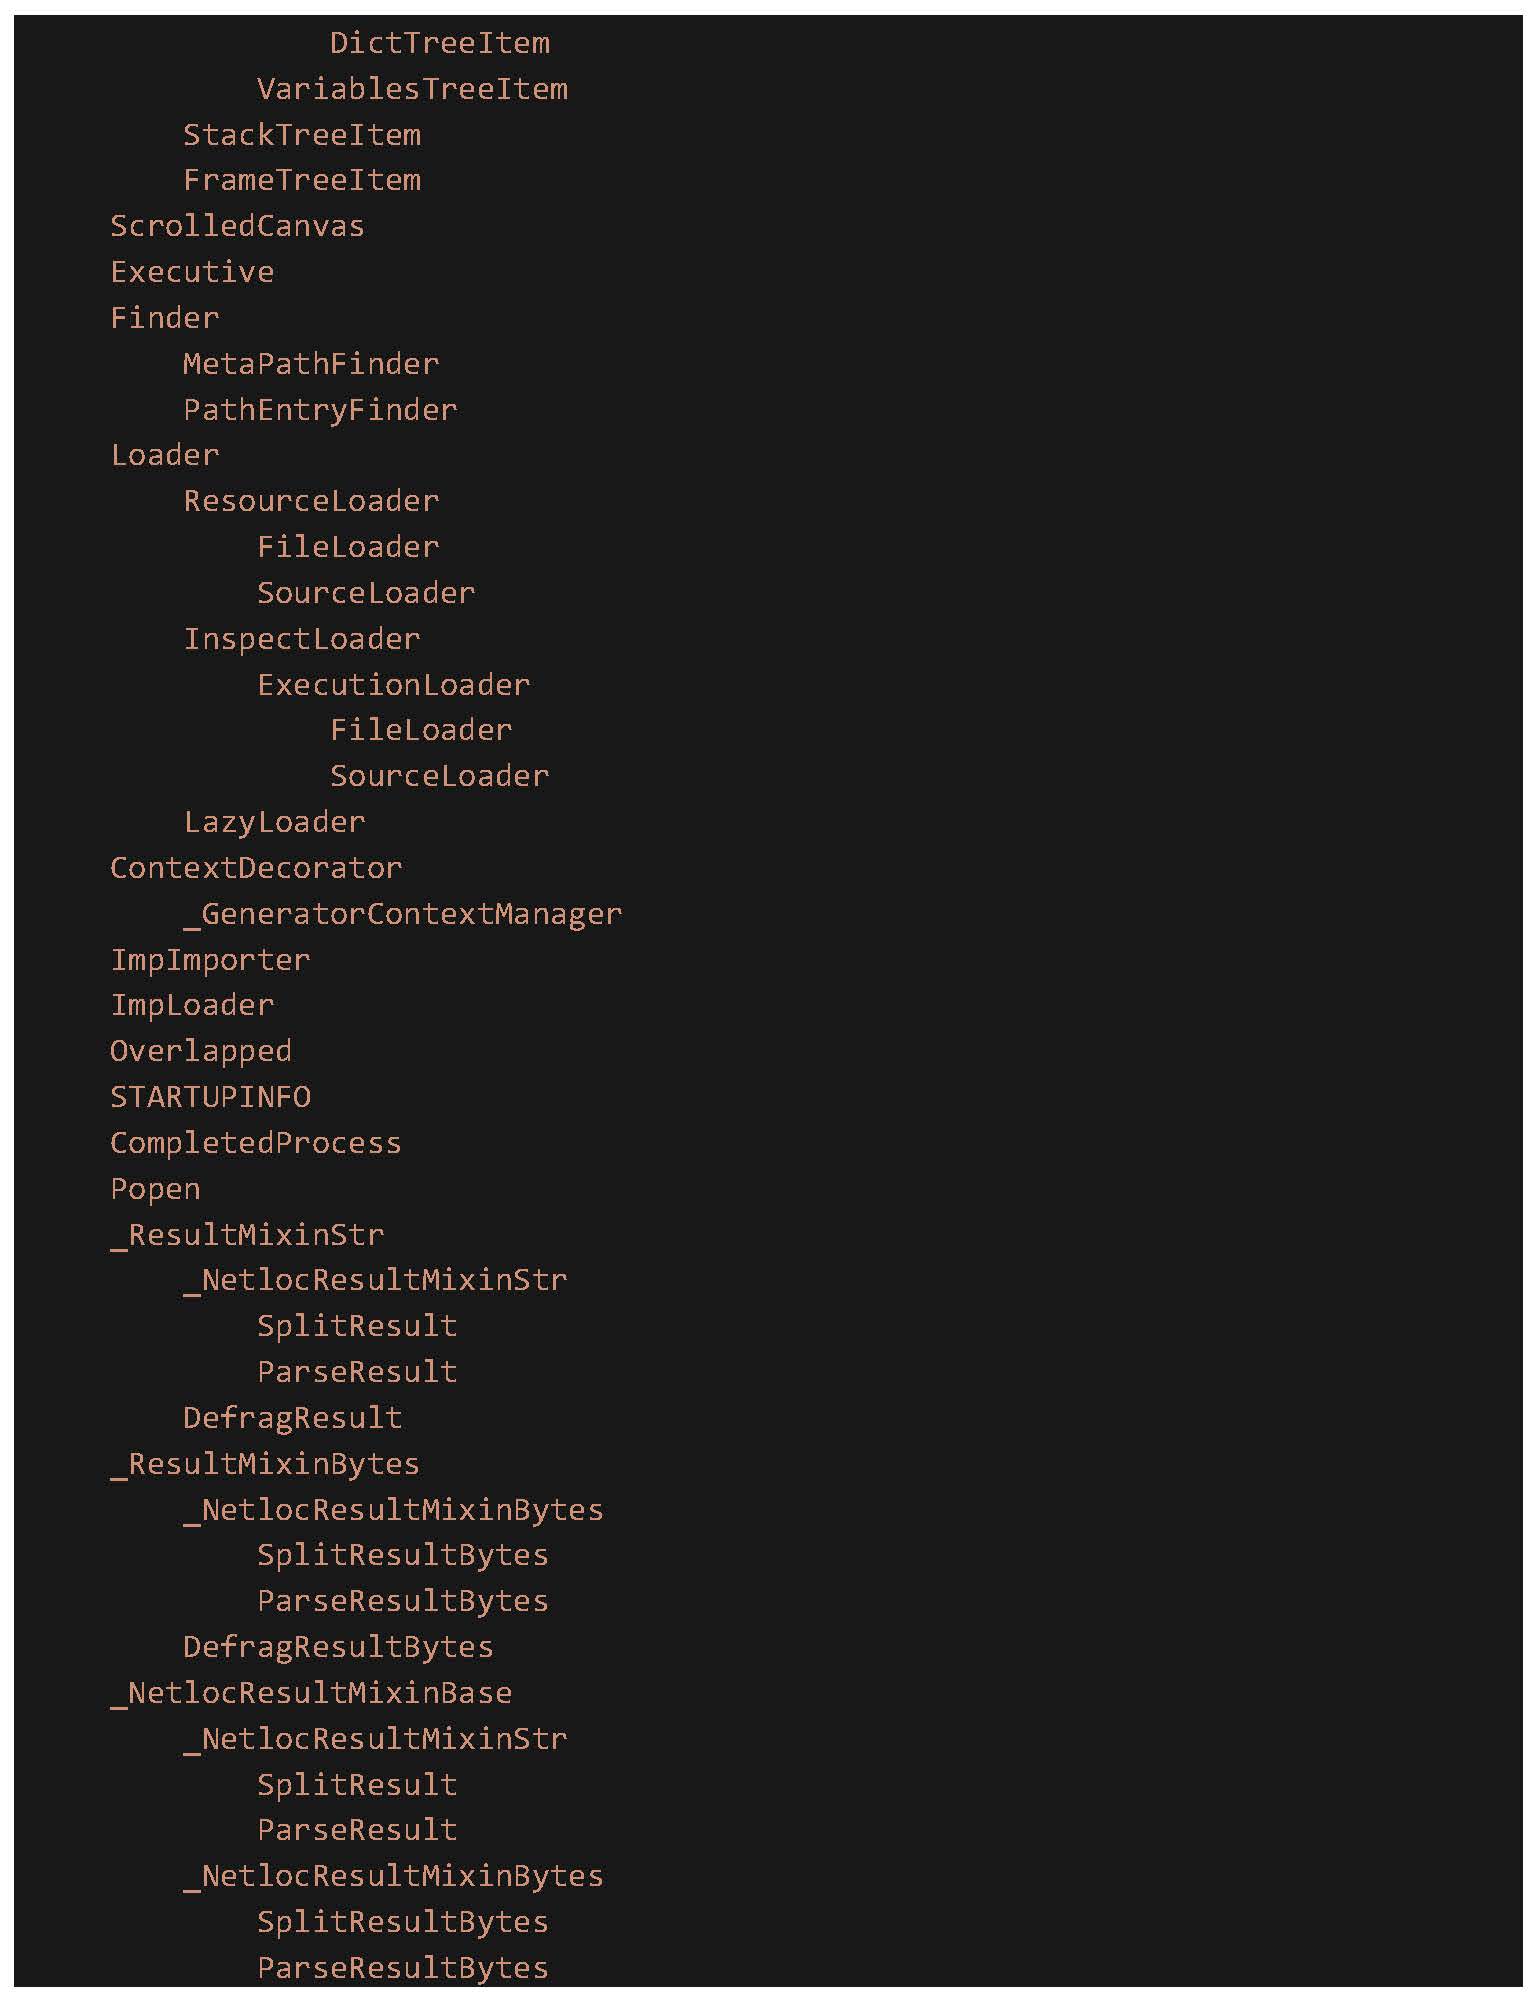 DictTreeItem
VariablesTreeItem
StackTreeItem
FrameTreeItem
ScrolledCanvas
Executive
Finder
MetaPathFinder
PathEntryFinder
Loader
ResourceLoader
FileLoader
SourceLoader
InspectLoader
ExecutionLoader
FileLoader
SourceLoader
LazyLoader
ContextDecorator
_GeneratorContextManager
ImpImporter
ImpLoader
Overlapped
STARTUPINFO
CompletedProcess
Popen
_ResultMixinStr
_NetlocResultMixinStr
SplitResult
ParseResult
DefragResult
_ResultMixinBytes
_NetlocResultMixinBytes
SplitResultBytes
ParseResultBytes
DefragResultBytes
_NetlocResultMixinBase
_NetlocResultMixinStr
SplitResult
ParseResult
_NetlocResultMixinBytes
SplitResultBytes
ParseResultBytes